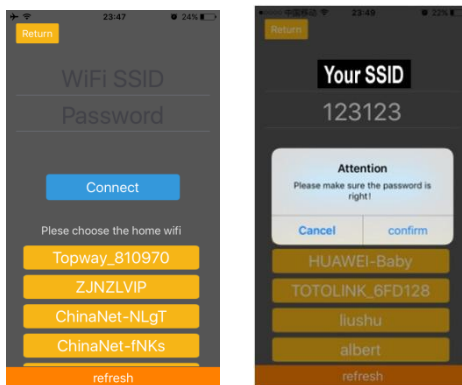 23:47
24%
Return
WiFi SSID
Password
Connect
Plese choose the home wifi
Topway_810970
ZJNZLVIP
ChinaNet-NLgT
ChinaNet-fNKs
refresh
中国移动
23:49
22%
Return
Your SSID
123123
Attention
Please make sure the password is
right!
Cancel
confirm
HUAWEI-Baby
TOTOLINK_6FD128
liushu
albert
refresh